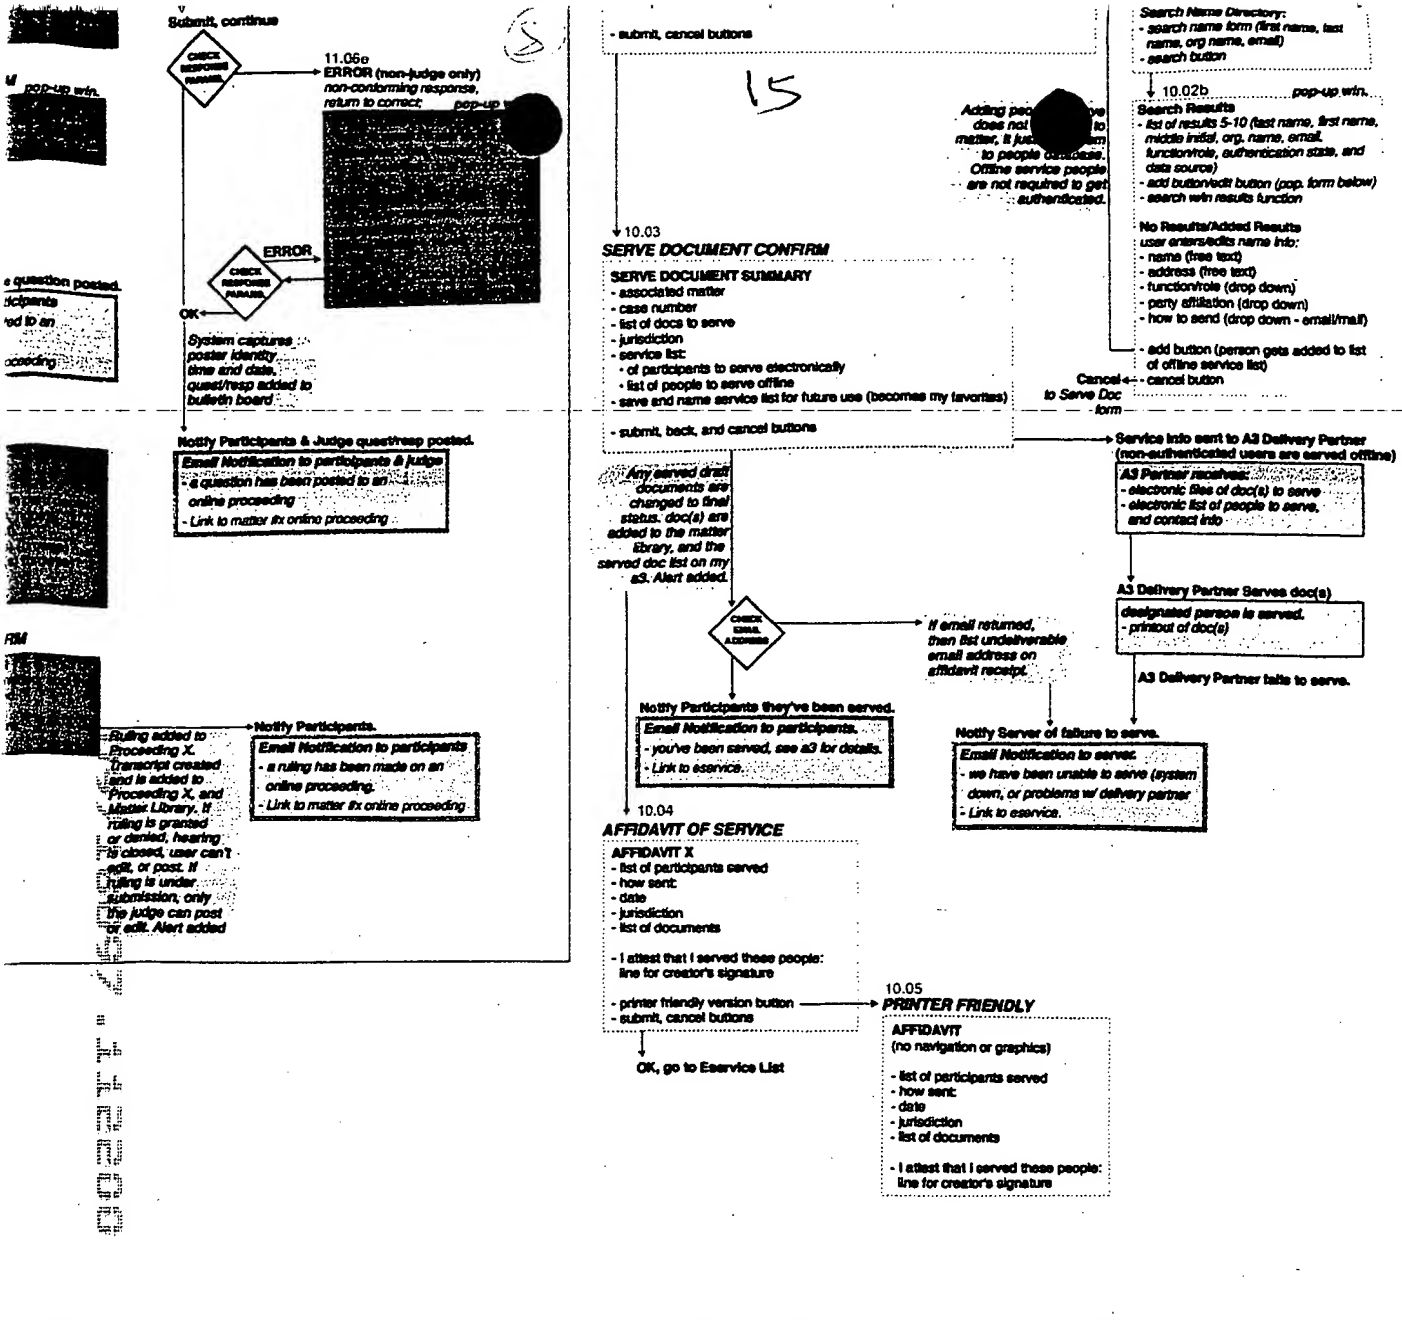 Submit, continue
CHECK
RESPONSE
PARAMS.
11.06e
ERROR (non-judge only)
non-conforming response,
return to correct;
pop-up
pop-up win.
ERROR
CHECK
RESPONSE
PARAMS.
OK
System captures
poster identity
time and date,
quest/resp added to
bulletin board
e question posted.
ticipants
ed to an
oceeding
Notify Participants & Judge quest/resp posted.
Email Notification to participants & judge
- a question has been posted to an
online proceeding
- Link to matter #x online proceeding
RM
Ruling added to
Proceeding X.
Transcript created
and is added to
Proceeding X, and
Matter Library. If
ruling is granted
or denied, hearing
is closed, user can't
edit, or post. If
ruling is under
submission, only
the judge can post
or edit. Alert added
Notify Participants.
Email Notification to participants
- a ruling has been made on an
online proceeding.
- Link to matter #x online proceeding
- submit, cancel buttons
15
10.03
SERVE DOCUMENT CONFIRM
SERVE DOCUMENT SUMMARY
- associated matter
- case number
- list of docs to serve
- jurisdiction
- service list:
• of participants to serve electronically
• list of people to serve offline
- save and name service list for future use (becomes my favorites)
- submit, back, and cancel buttons
Any served draft
documents are
changed to final
status. doc(s) are
added to the matter
library, and the
served doc list on my
a3. Alert added.
CHECK
EMAIL
ADDRESS
If email returned,
then list undeliverable
email address on
affidavit receipt.
Notify Participants they've been served.
Email Notification to participants.
- you've been served, see a3 for details.
- Link to eservice.
10.04
AFFIDAVIT OF SERVICE
AFFIDAVIT X
- list of participants served
- how sent:
- date
- jurisdiction
- list of documents
- I attest that I served these people:
line for creator's signature
- printer friendly version button
- submit, cancel buttons
OK, go to Eservice List
10.05
PRINTER FRIENDLY
AFFIDAVIT
(no navigation or graphics)
- list of participants served
- how sent:
- date
- jurisdiction
- list of documents
- I attest that I served these people:
line for creator's signature
Search Name Directory:
- search name form (first name, last
name, org name, email)
- search button
10.02b
pop-up win.
Search Results
- list of results 5-10 (last name, first name,
middle initial, org. name, email,
function/role, authentication state, and
data source)
- add button/edit button (pop. form below)
- search w/in results function
No Results/Added Results
user enters/edits name info:
- name (free text)
- address (free text)
- function/role (drop down)
- party affiliation (drop down)
- how to send (drop down - email/mail)
- add button (person gets added to list
of offline service list)
- cancel button
Cancel
to Serve Doc
form
Adding
does not to
matter, it
to people database.
Offline service people
are not required to get
authenticated.
Service info sent to A3 Delivery Partner
(non-authenticated users are served offline)
A3 Partner receives:
- electronic files of doc(s) to serve
- electronic list of people to serve,
and contact info
A3 Delivery Partner Serves doc(s)
designated person is served.
- printout of doc(s)
A3 Delivery Partner fails to serve.
Notify Server of failure to serve.
Email Notification to server.
- we have been unable to serve (system
down, or problems w/ delivery partner
- Link to eservice.